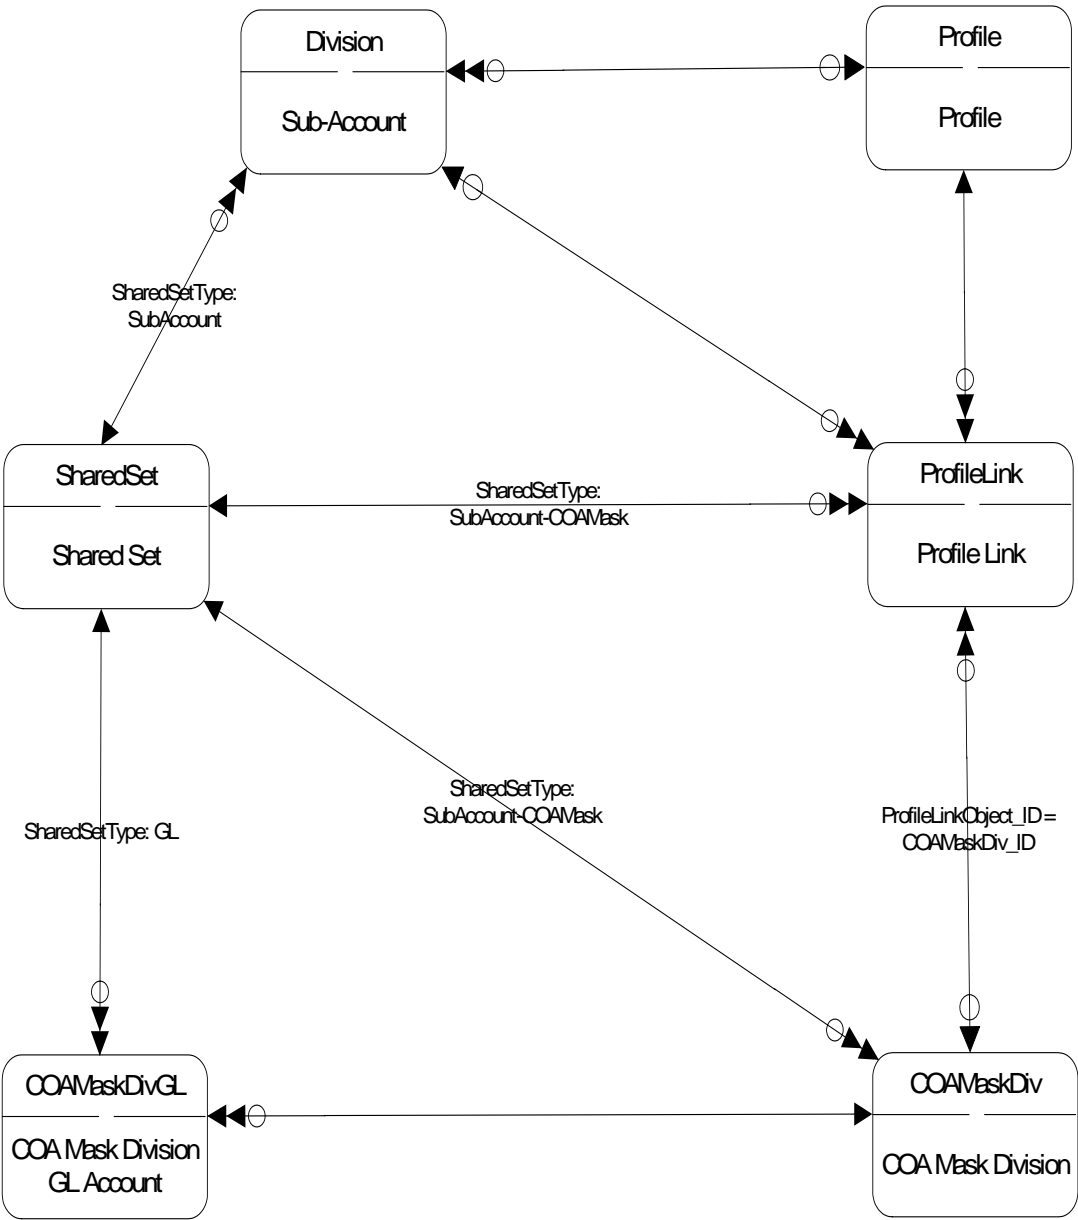 Division
Sub-Account
Profile
Profile
SharedSetType:
SubAccount
SharedSet
Shared Set
SharedSetType:
SubAccount-COAMask
ProfileLink
Profile Link
SharedSetType:
SubAccount-COAMask
SharedSetType: GL
ProfileLinkObject_ID =
COAMaskDiv_ID
COAMaskDivGL
COA Mask Division
GL Account
COAMaskDiv
COA Mask Division